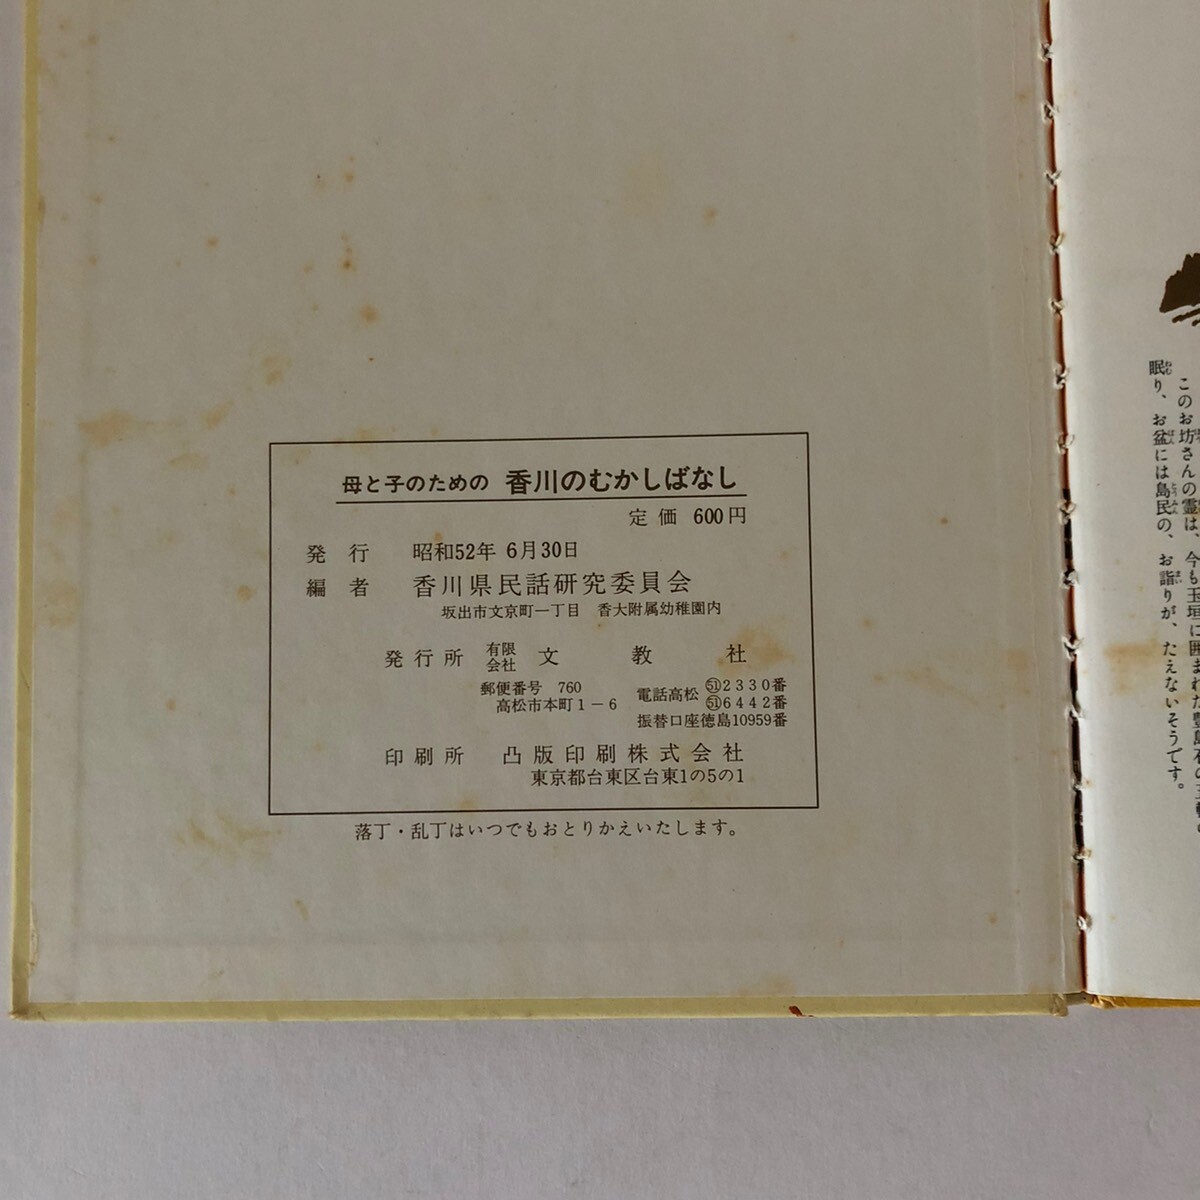 母と子のための 香川のむかしばなし
定価 600円
発行 昭和52年 6月30日
編者 香川県民話研究委員会
坂出市文京町一丁目 香大附属幼稚園内
発行所 有限会社 文教社
郵便番号 760
高松市本町1-6
電話高松 51 2330番
51 6442番
振替口座徳島10959番
印刷所 凸版印刷株式会社
東京都台東区台東1の5の1
落丁・乱丁はいつでもおとりかえいたします。
このお坊さんの霊は、今も玉垣に囲まれた豊島石の
眠り、お盆には島民の、お詣りが、たえないそうです。